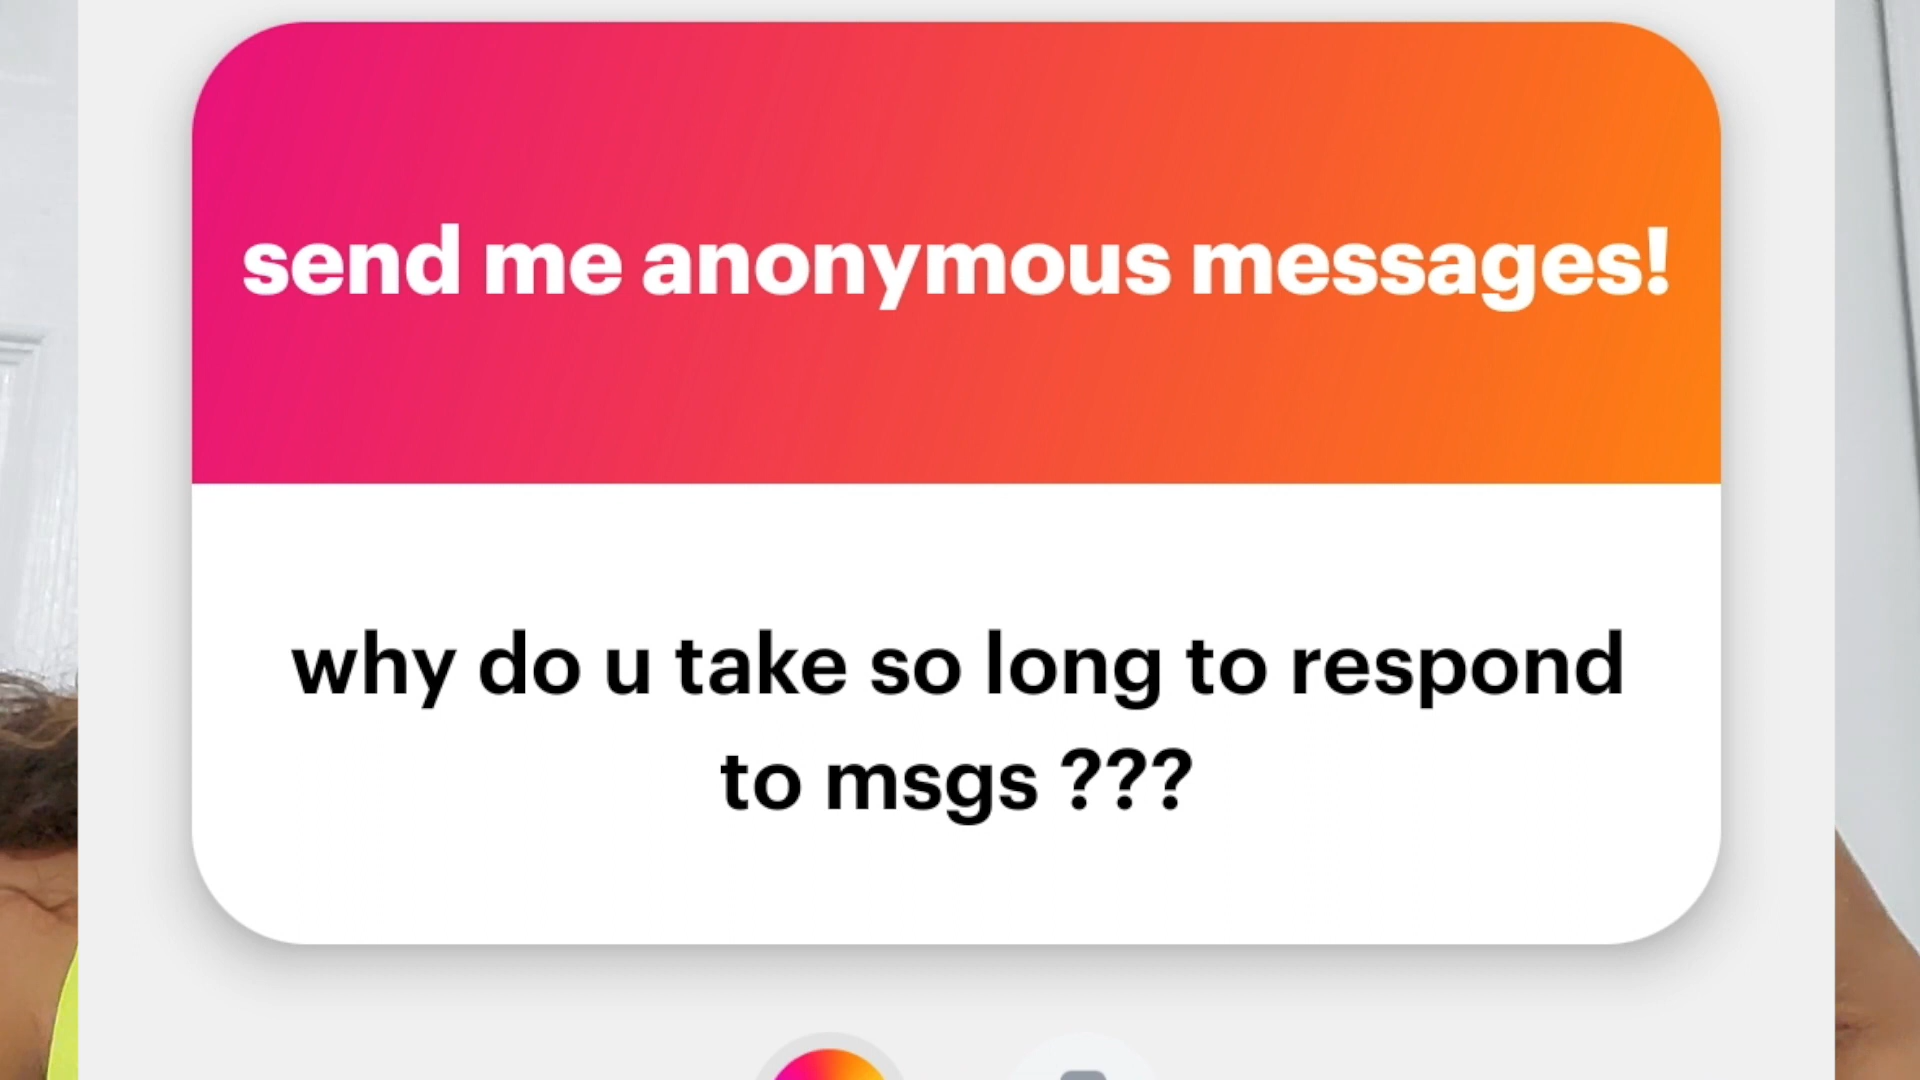 send me anonymous messages!
why do u take so long to respond
to msgs ???